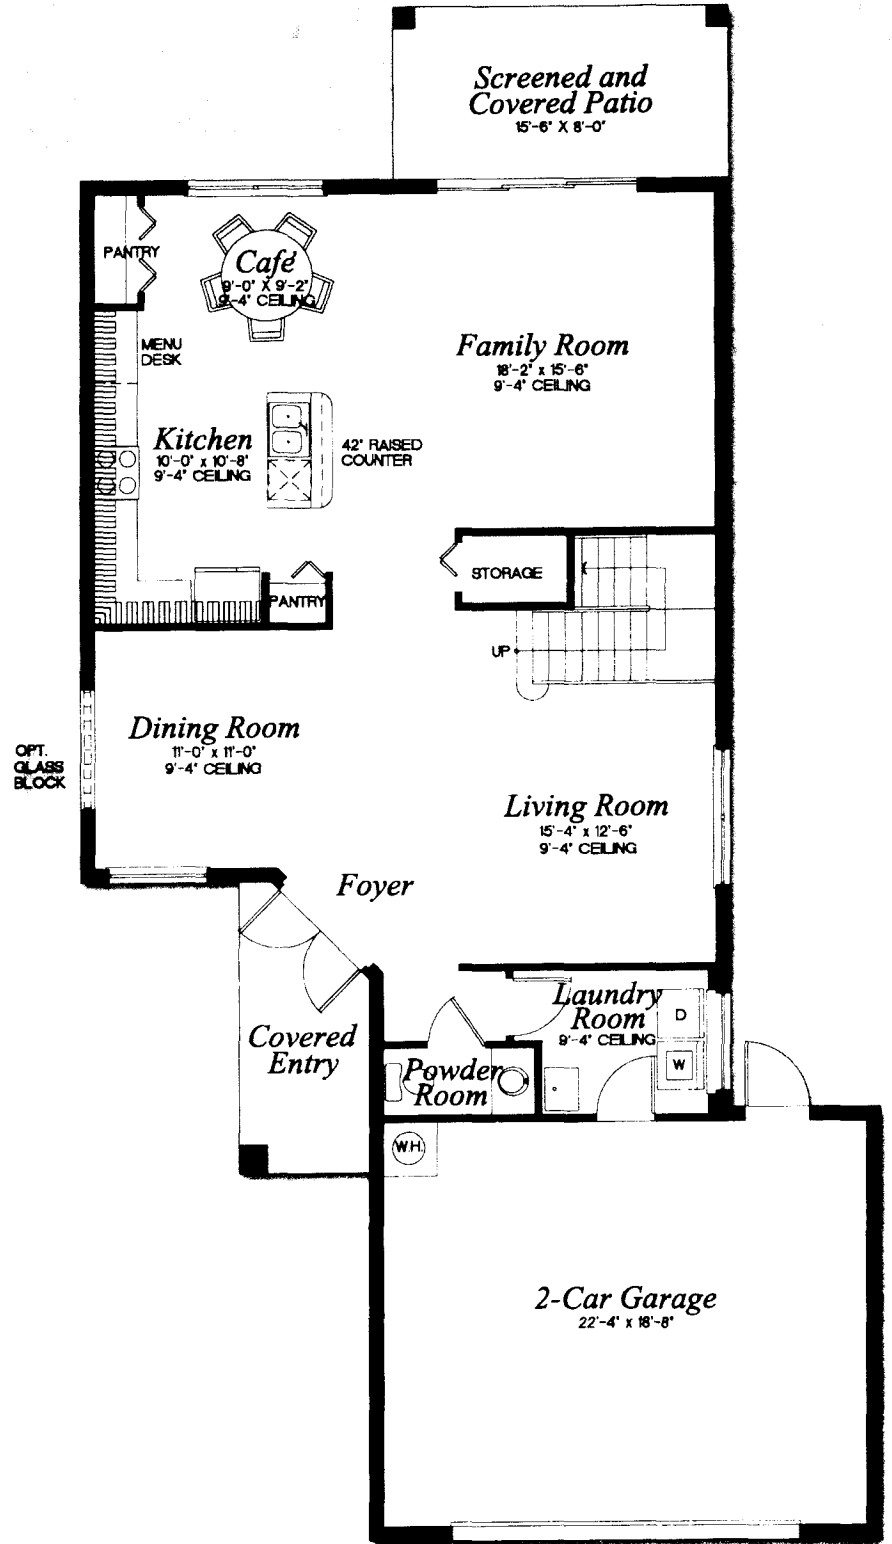 Screened and
Covered Patio
15'-6" X 8'-0"
PANTRY
Café
9'-0" X 9'-2"
9'-4" CEILING
MENU
DESK
Family Room
18'-2" x 15'-6"
9'-4" CEILING
Kitchen
10'-0" x 10'-8"
9'-4" CEILING
42" RAISED
COUNTER
STORAGE
PANTRY
UP
Dining Room
11'-0" x 11'-0"
9'-4" CEILING
OPT.
GLASS
BLOCK
Living Room
15'-4" x 12'-6"
9'-4" CEILING
Foyer
Laundry
Room
9'-4" CEILING
D
W
Covered
Entry
Powder
Room
W.H.
2-Car Garage
22'-4" x 18'-8"